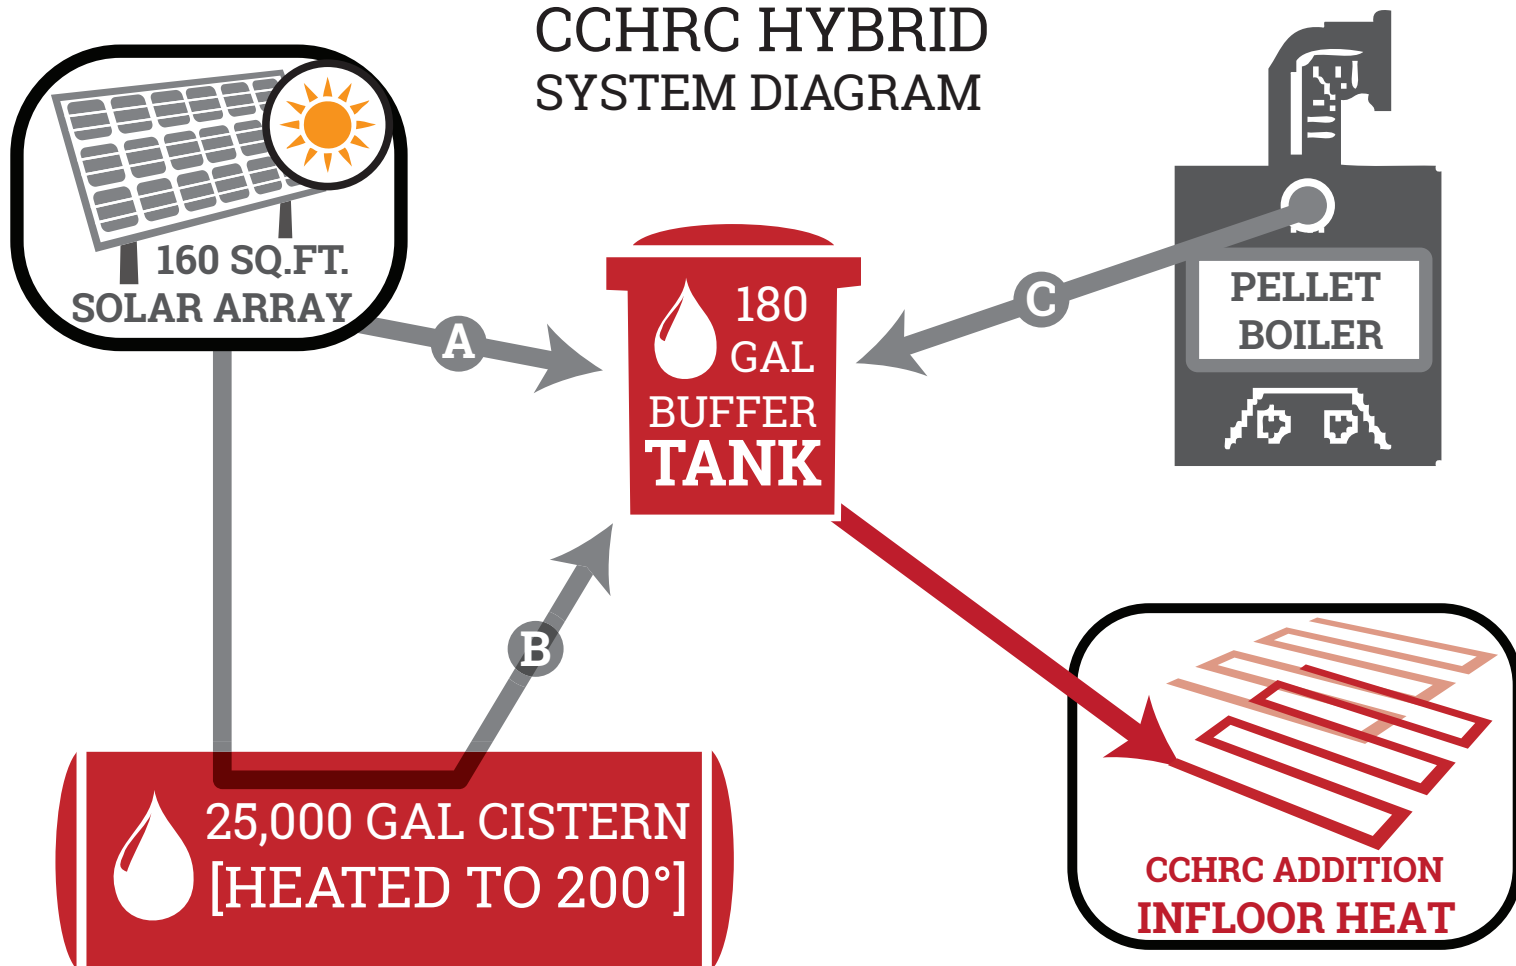 CCHRC HYBRID
SYSTEM DIAGRAM
160 SQ.FT.
SOLAR ARRAY
A
180
GAL
BUFFER
TANK
C
PELLET
BOILER
B
25,000 GAL CISTERN
[HEATED TO 200°]
CCHRC ADDITION
INFLOOR HEAT